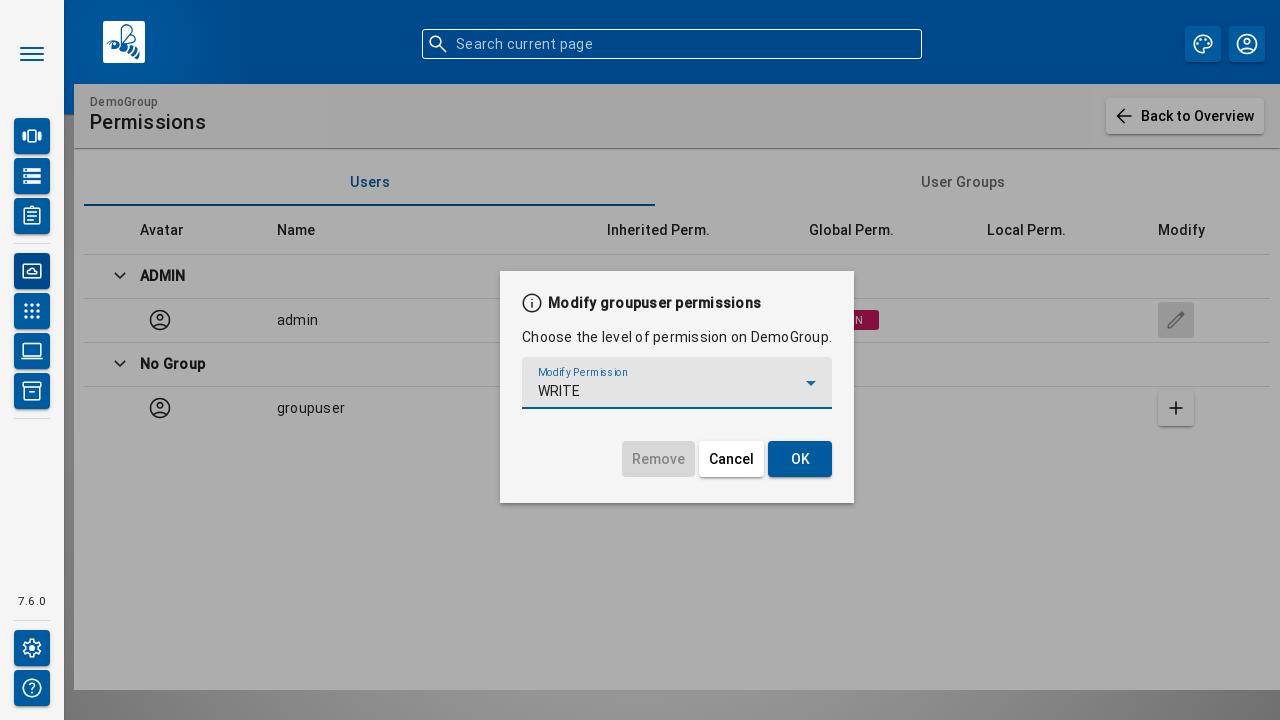 Search current page
DemoGroup
Permissions
Back to Overview
Users
User Groups
Avatar
Name
Inherited Perm.
Global Perm.
Local Perm.
Modify
ADMIN
admin
N
No Group
groupuser
Modify groupuser permissions
Choose the level of permission on DemoGroup.
Modify Permission
WRITE
Remove
Cancel
OK
7.6.0